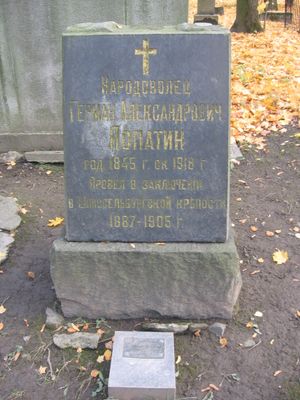 Народоволец
Герман Александрович
Лопатин
род 1845 г. ск. 1918 г
Провел в заключении
в Шлиссельбургской крепости
1887-1905 г